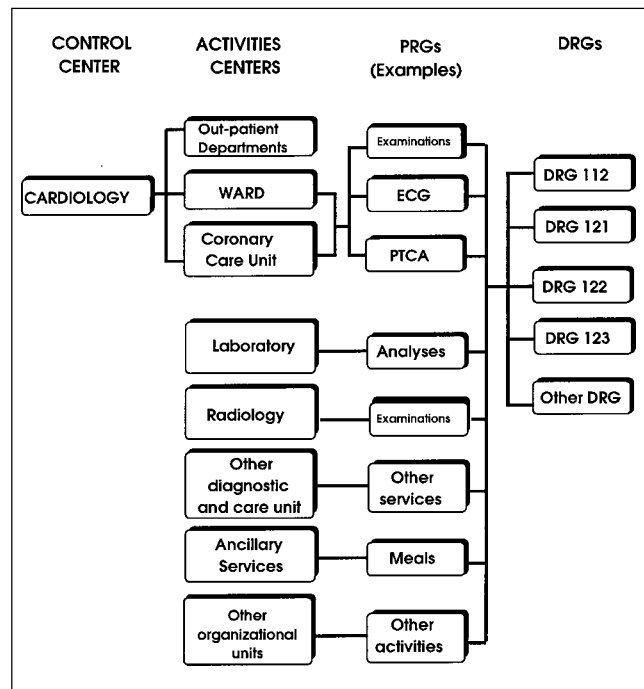 CONTROL
CENTER
ACTIVITIES
CENTERS
PRGs
(Examples)
DRGs
CARDIOLOGY
Out-patient
Departments
WARD
Coronary
Care Unit
Laboratory
Radiology
Other
diagnostic
and care unit
Ancillary
Services
Other
organizational
units
Examinations
ECG
PTCA
Analyses
Examinations
Other
services
Meals
Other
activities
DRG 112
DRG 121
DRG 122
DRG 123
Other DRG